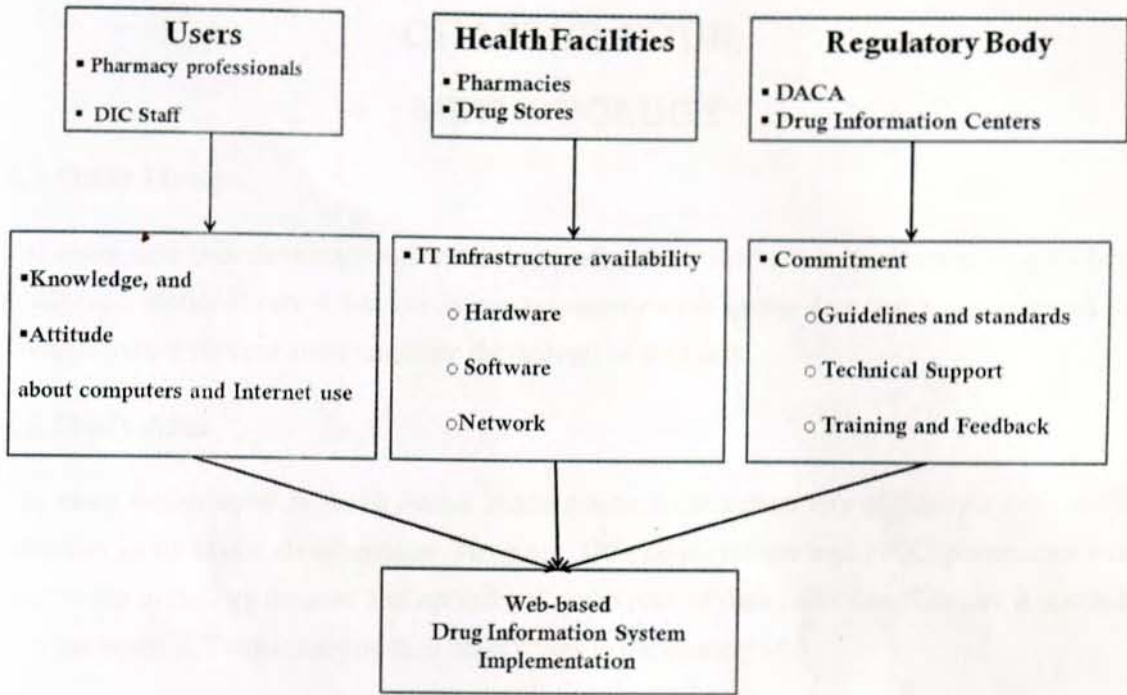 Users
▪ Pharmacy professionals
▪ DIC Staff
Health Facilities
▪ Pharmacies
▪ Drug Stores
Regulatory Body
▪ DACA
▪ Drug Information Centers
▪Knowledge, and
▪Attitude
about computers and Internet use
▪ IT Infrastructure availability
○ Hardware
○ Software
○Network
▪ Commitment
○Guidelines and standards
○ Technical Support
○ Training and Feedback
Web-based
Drug Information System
Implementation